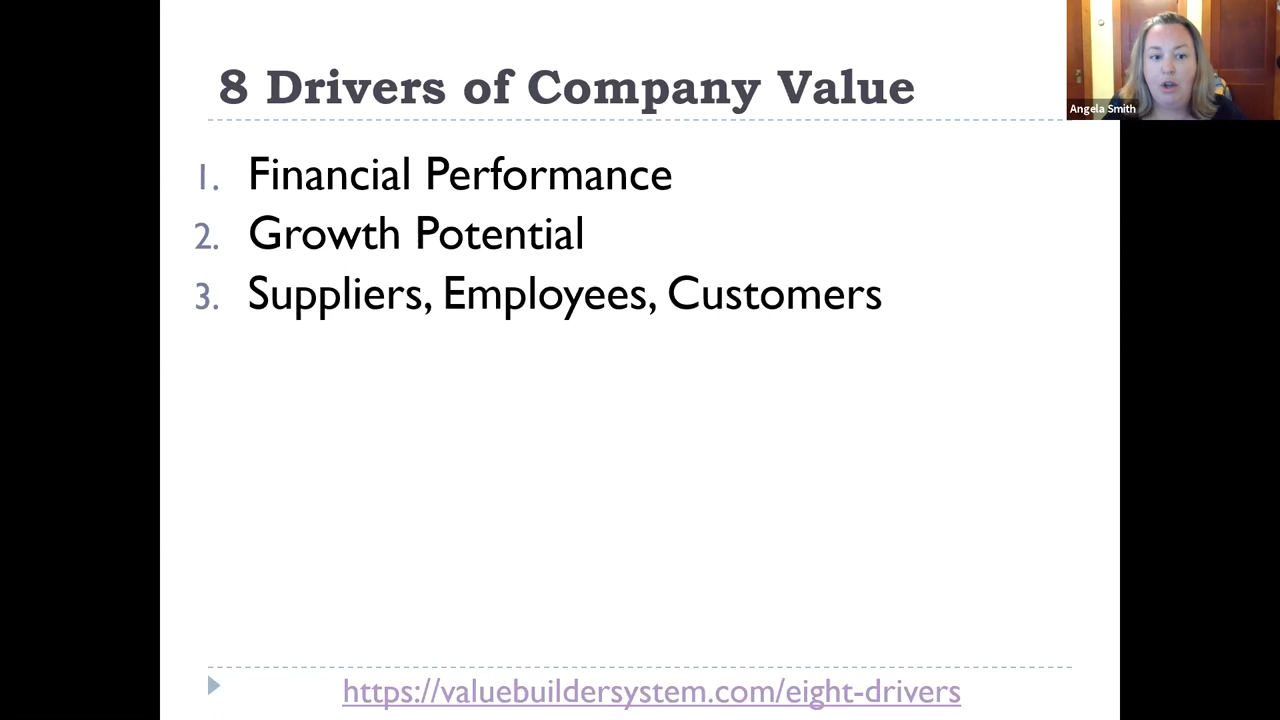 8 Drivers of Company Value
Angela Smith
1. Financial Performance
2. Growth Potential
3. Suppliers, Employees, Customers
https://valuebuildersystem.com/eight-drivers